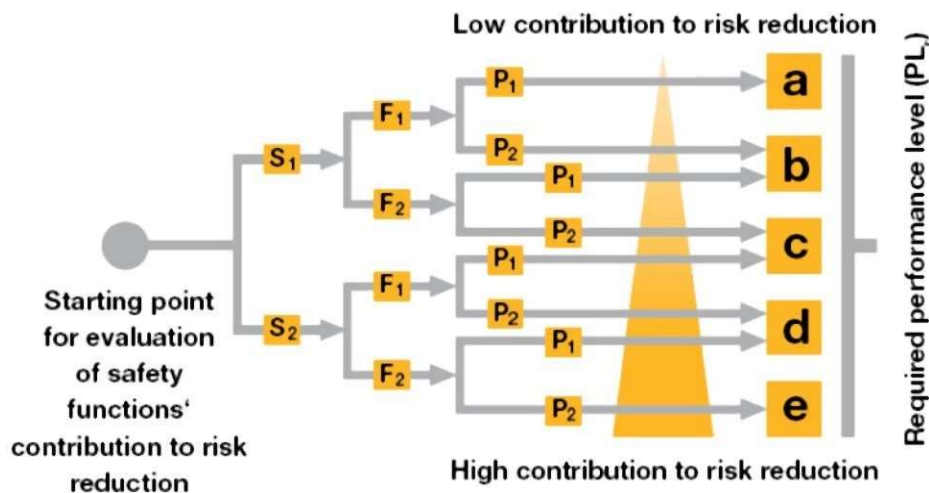 Low contribution to risk reduction
P1
a
F1
P2
S1
P1
b
F2
P2
c
P1
F1
P2
d
S2
P1
F2
P2
e
Starting point
for evaluation
of safety
functions‘
contribution to risk
reduction
High contribution to risk reduction
Required performance level (PLr)